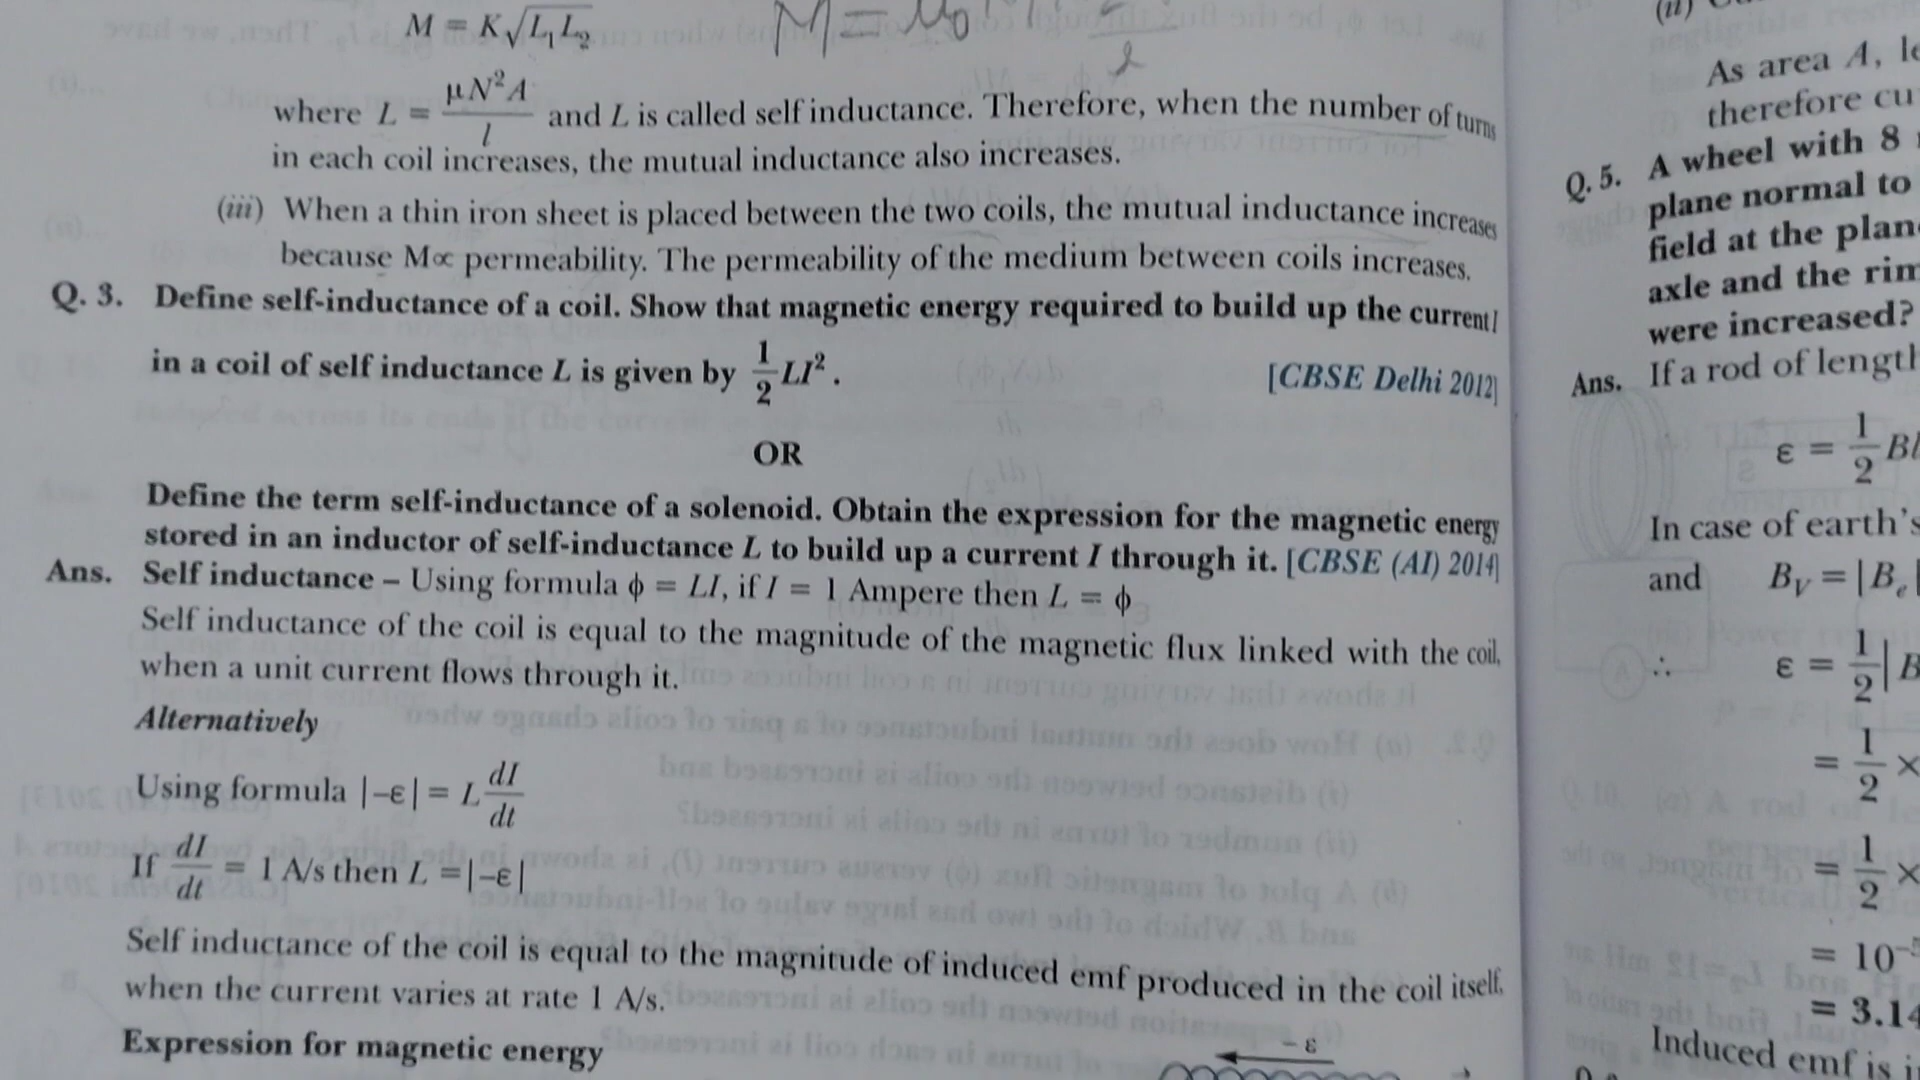 M = K√L₁L₂
M = μ₀
l
where L = μN²A / l and L is called self inductance. Therefore, when the number of turns
in each coil increases, the mutual inductance also increases.
(iii) When a thin iron sheet is placed between the two coils, the mutual inductance increases
because M∝ permeability. The permeability of the medium between coils increases.
Q. 3. Define self-inductance of a coil. Show that magnetic energy required to build up the current I
in a coil of self inductance L is given by 1/2 LI². [CBSE Delhi 2012]
OR
Define the term self-inductance of a solenoid. Obtain the expression for the magnetic energy
stored in an inductor of self-inductance L to build up a current I through it. [CBSE (AI) 2014]
Ans. Self inductance – Using formula ϕ = LI, if I = 1 Ampere then L = ϕ
Self inductance of the coil is equal to the magnitude of the magnetic flux linked with the coil,
when a unit current flows through it.
Alternatively
Using formula |−ε| = L dI/dt
If dI/dt = 1 A/s then L = |−ε|
Self inductance of the coil is equal to the magnitude of induced emf produced in the coil itself,
when the current varies at rate 1 A/s.
Expression for magnetic energy
− ε
(ii)
As area A, le
therefore cu
Q. 5. A wheel with 8
plane normal to
field at the plan
axle and the rim
were increased?
Ans. If a rod of length
ε = 1/2 Bl
In case of earth's
and B_V = |B_e|
∴ ε = 1/2 |B
= 1/2 ×
= 1/2 ×
= 10⁻⁵
= 3.14
Induced emf is i